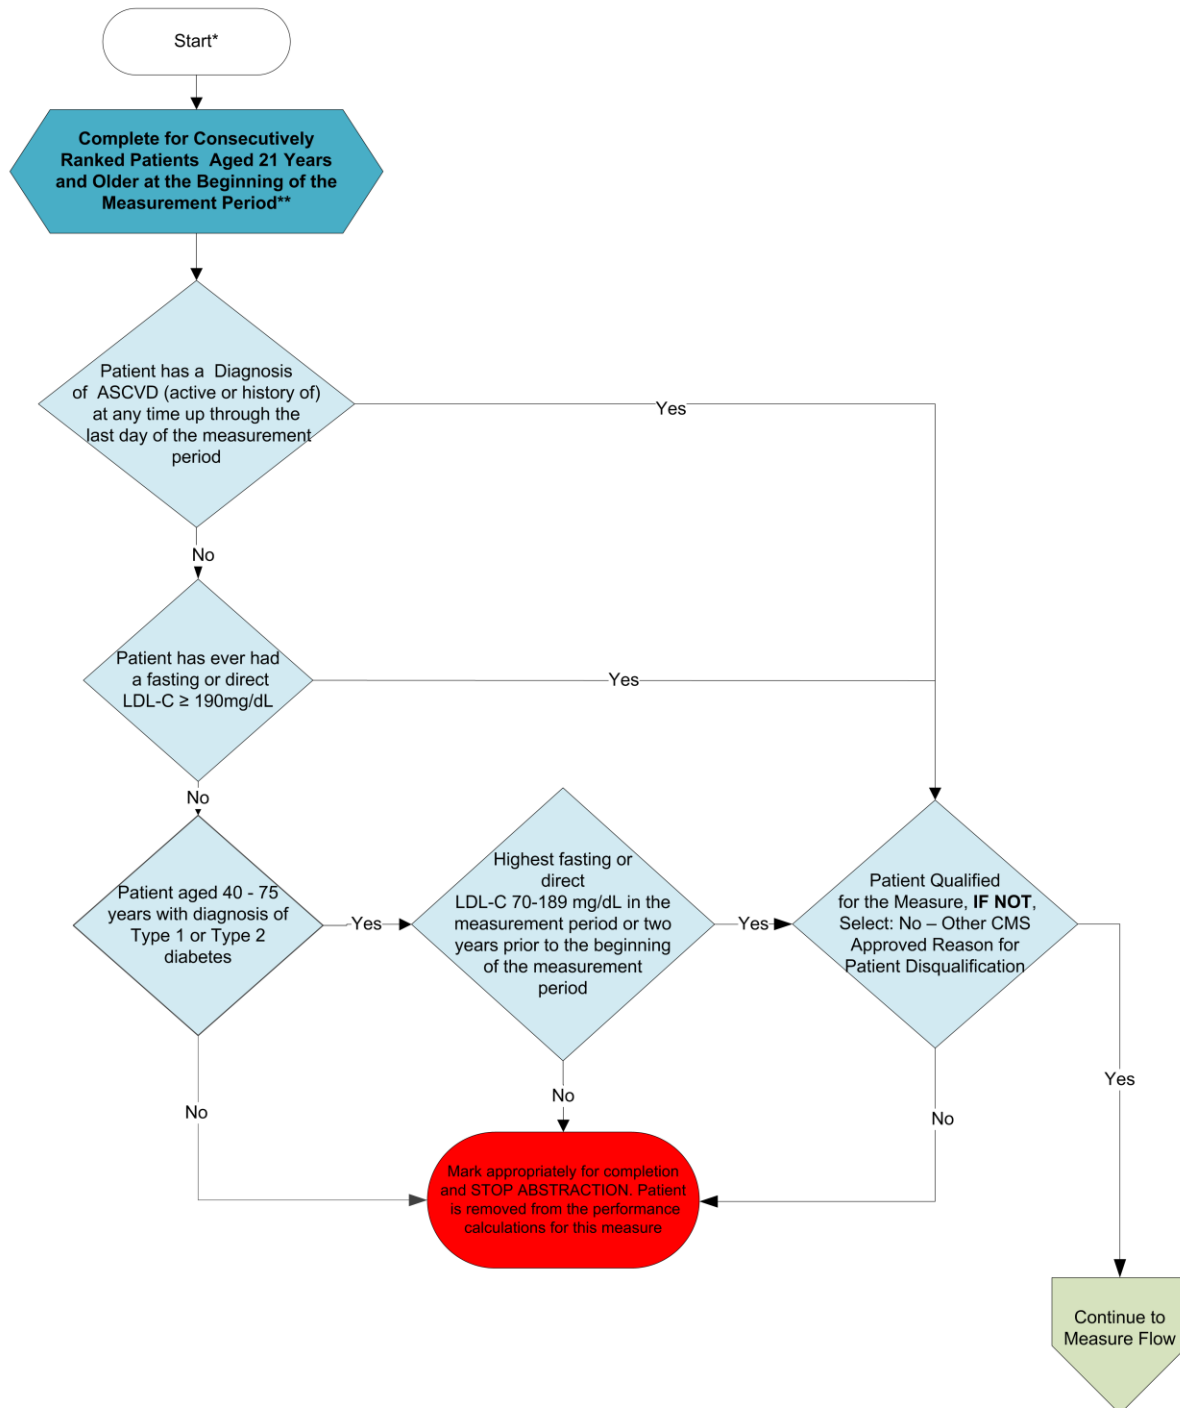 Start*
Complete for Consecutively
Ranked Patients Aged 21 Years
and Older at the Beginning of the
Measurement Period**
Patient has a Diagnosis
of ASCVD (active or history of)
at any time up through the
last day of the measurement
period
Yes
No
Patient has ever had
a fasting or direct
LDL-C ≥ 190mg/dL
Yes
No
Patient aged 40 - 75
years with diagnosis of
Type 1 or Type 2
diabetes
Yes
Highest fasting or
direct
LDL-C 70-189 mg/dL in the
measurement period or two
years prior to the beginning
of the measurement
period
Yes
Patient Qualified
for the Measure, IF NOT,
Select: No – Other CMS
Approved Reason for
Patient Disqualification
Yes
No
No
No
Mark appropriately for completion
and STOP ABSTRACTION. Patient
is removed from the performance
calculations for this measure
Continue to
Measure Flow